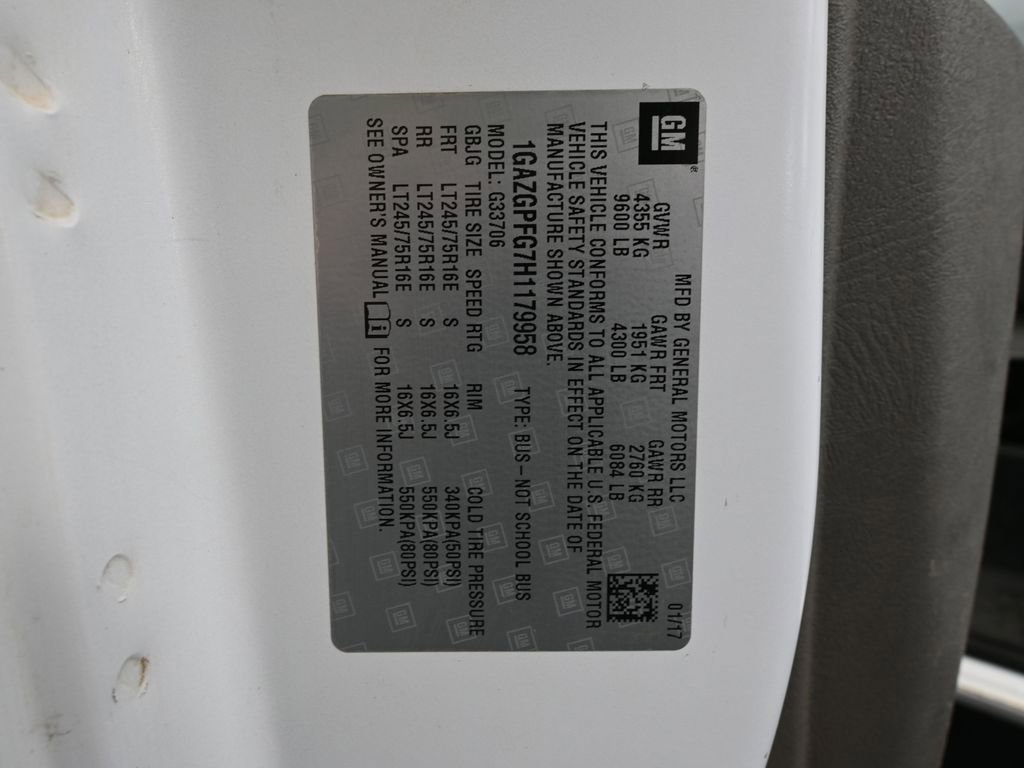 GM®
MFD BY GENERAL MOTORS LLC 01/17
GVWR GAWR FRT GAWR RR
4355 KG 1951 KG 2760 KG
9600 LB 4300 LB 6084 LB
THIS VEHICLE CONFORMS TO ALL APPLICABLE U.S. FEDERAL MOTOR
VEHICLE SAFETY STANDARDS IN EFFECT ON THE DATE OF
MANUFACTURE SHOWN ABOVE.
1GAZGPFG7H1179958 TYPE: BUS–NOT SCHOOL BUS
MODEL: G33706
GBJG TIRE SIZE SPEED RTG RIM COLD TIRE PRESSURE
FRT LT245/75R16E S 16X6.5J 340KPA(50PSI)
RR LT245/75R16E S 16X6.5J 550KPA(80PSI)
SPA LT245/75R16E S 16X6.5J 550KPA(80PSI)
SEE OWNER'S MANUAL FOR MORE INFORMATION.